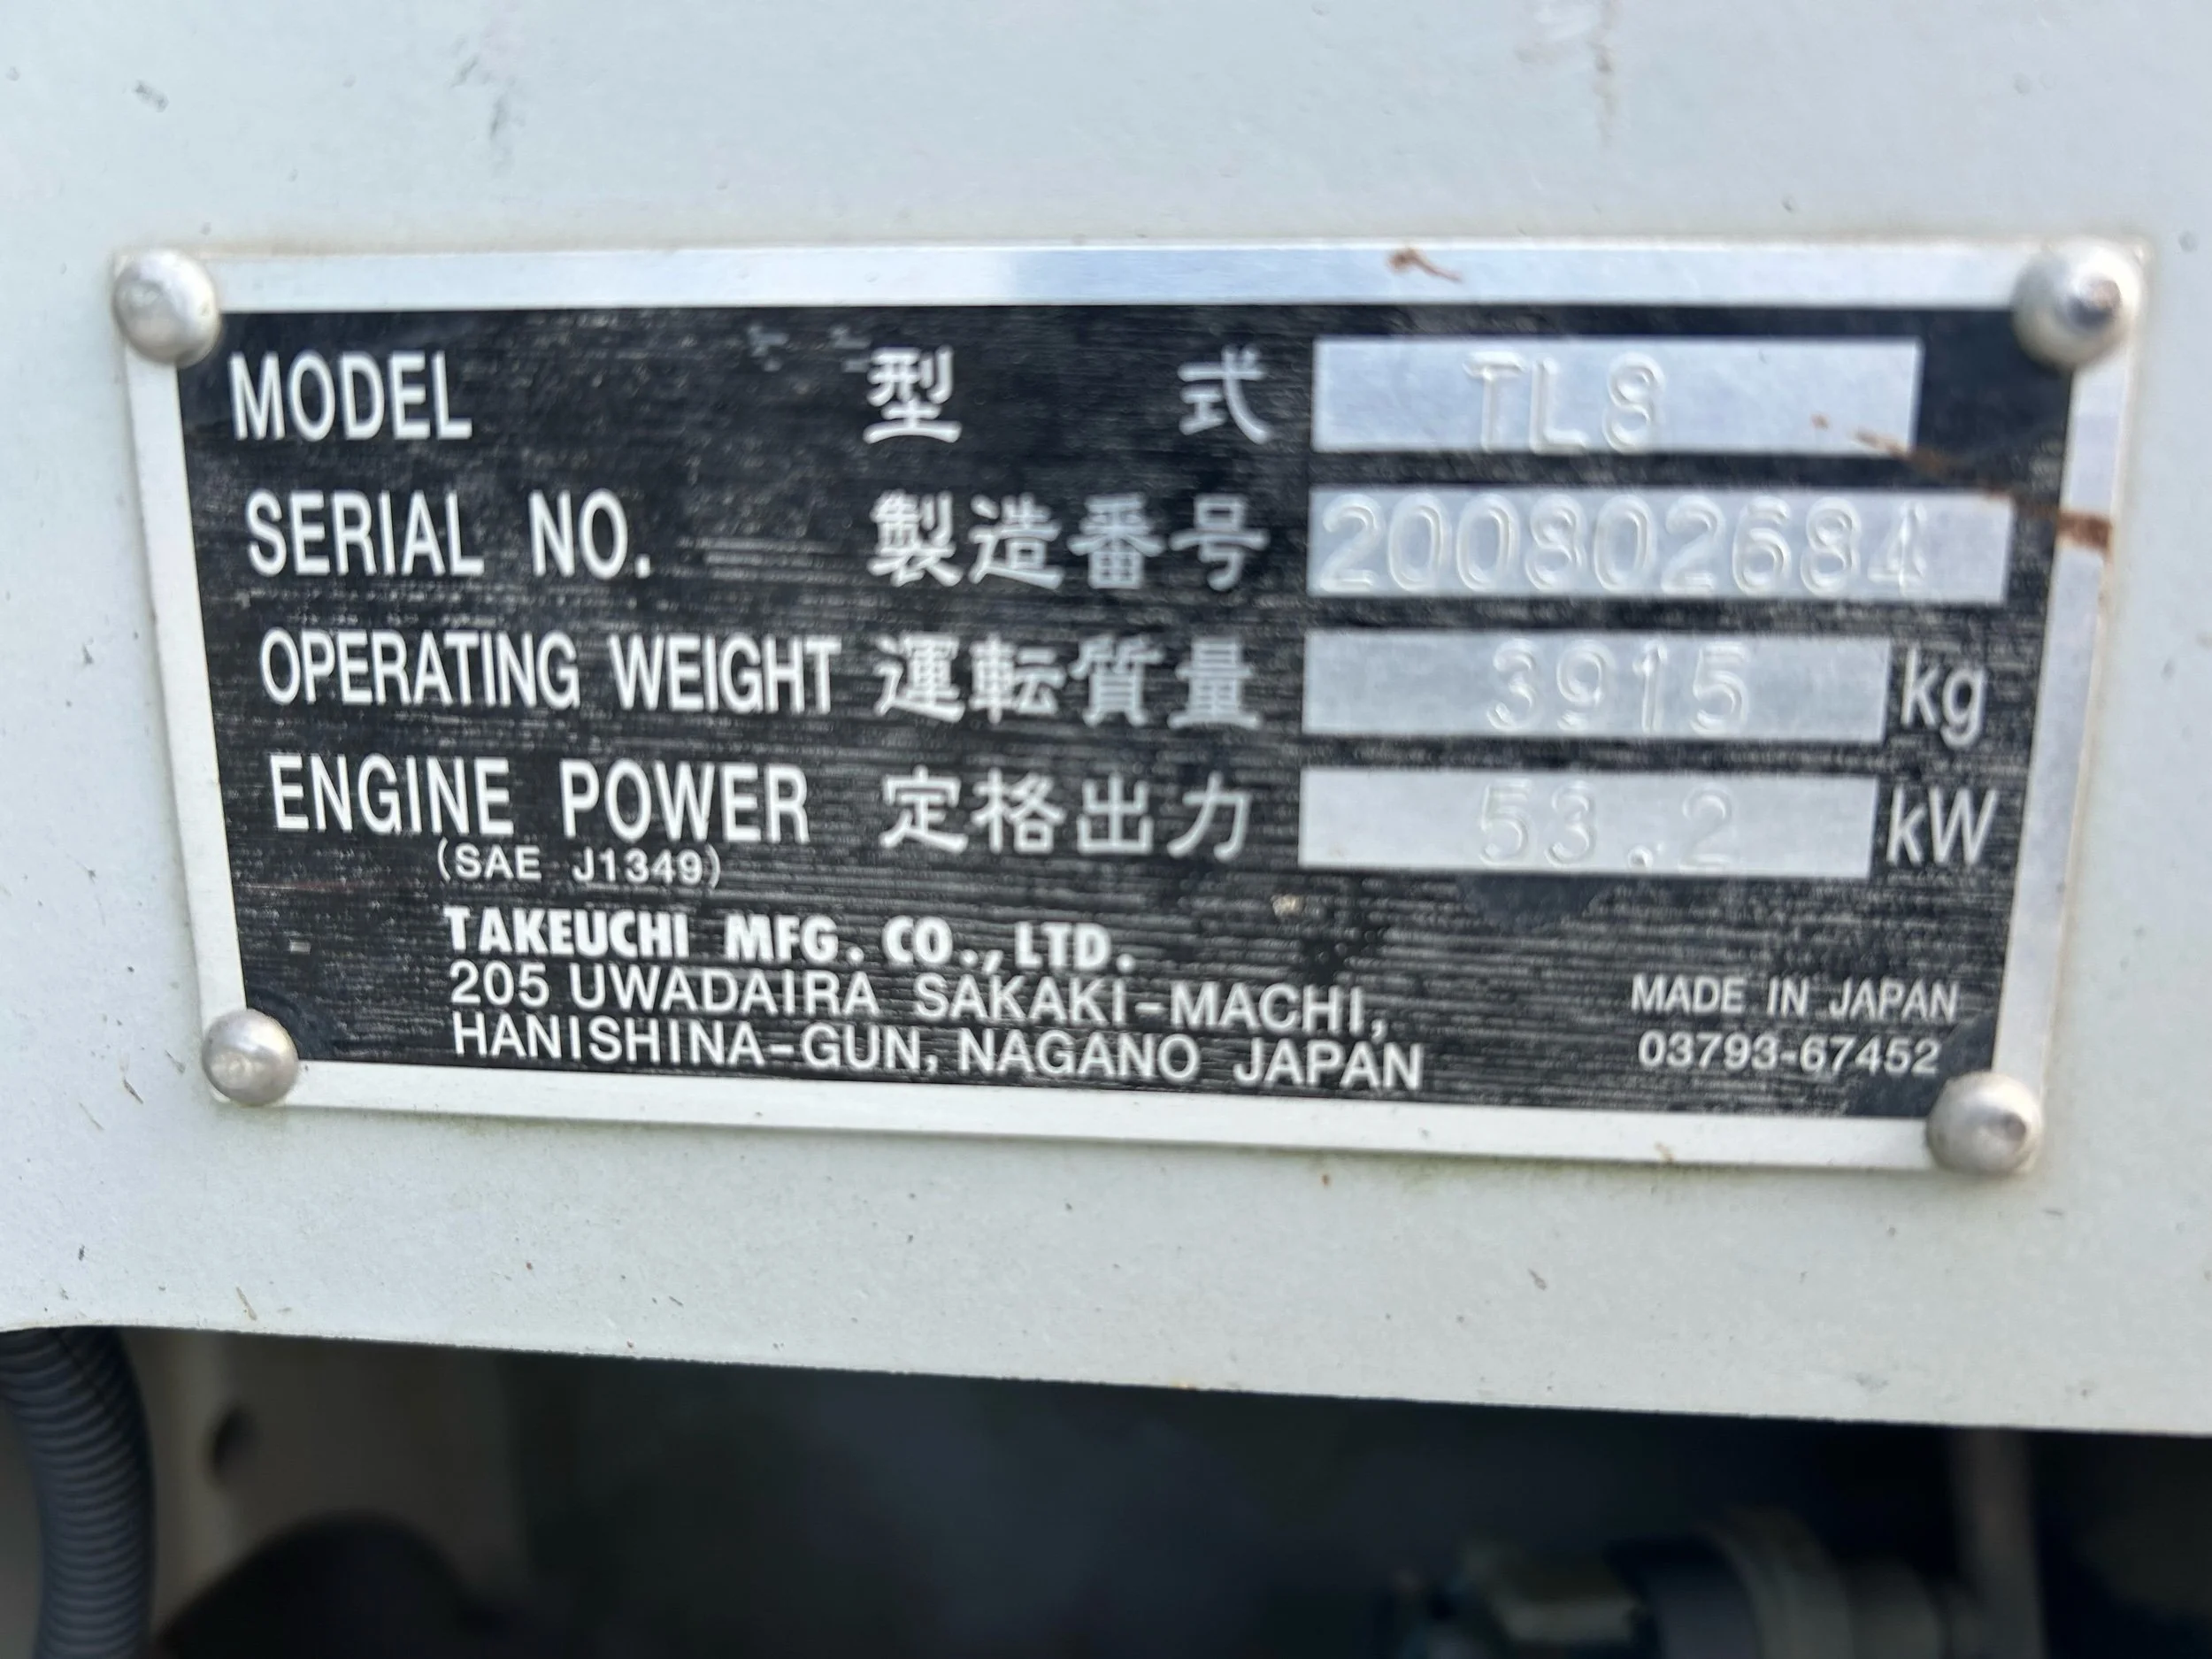 MODEL 型式 TL8
SERIAL NO. 製造番号 200802684
OPERATING WEIGHT 運転質量 3915 kg
ENGINE POWER 定格出力 53.2 kW
(SAE J1349)
TAKEUCHI MFG. CO., LTD.
205 UWADAIRA SAKAKI-MACHI,
HANISHINA-GUN, NAGANO JAPAN
MADE IN JAPAN
03793-67452